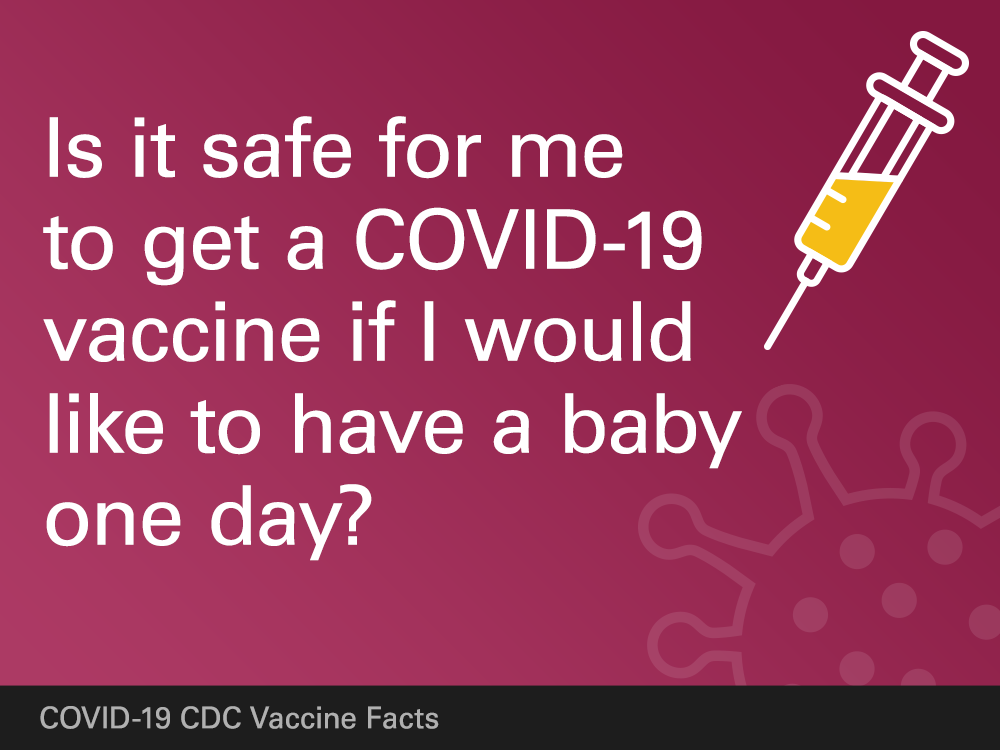 Is it safe for me
to get a COVID-19
vaccine if I would
like to have a baby
one day?
COVID-19 CDC Vaccine Facts